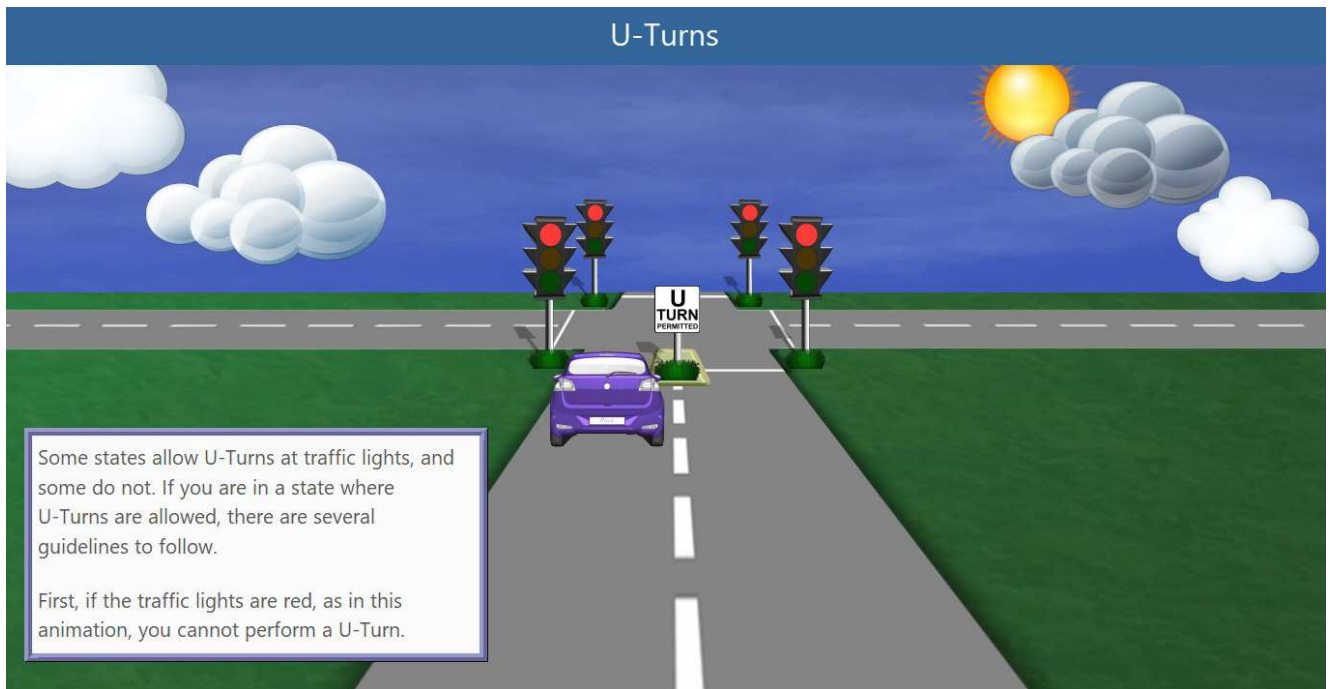 U-Turns
U
TURN
PERMITTED
Some states allow U-Turns at traffic lights, and
some do not. If you are in a state where
U-Turns are allowed, there are several
guidelines to follow.
First, if the traffic lights are red, as in this
animation, you cannot perform a U-Turn.